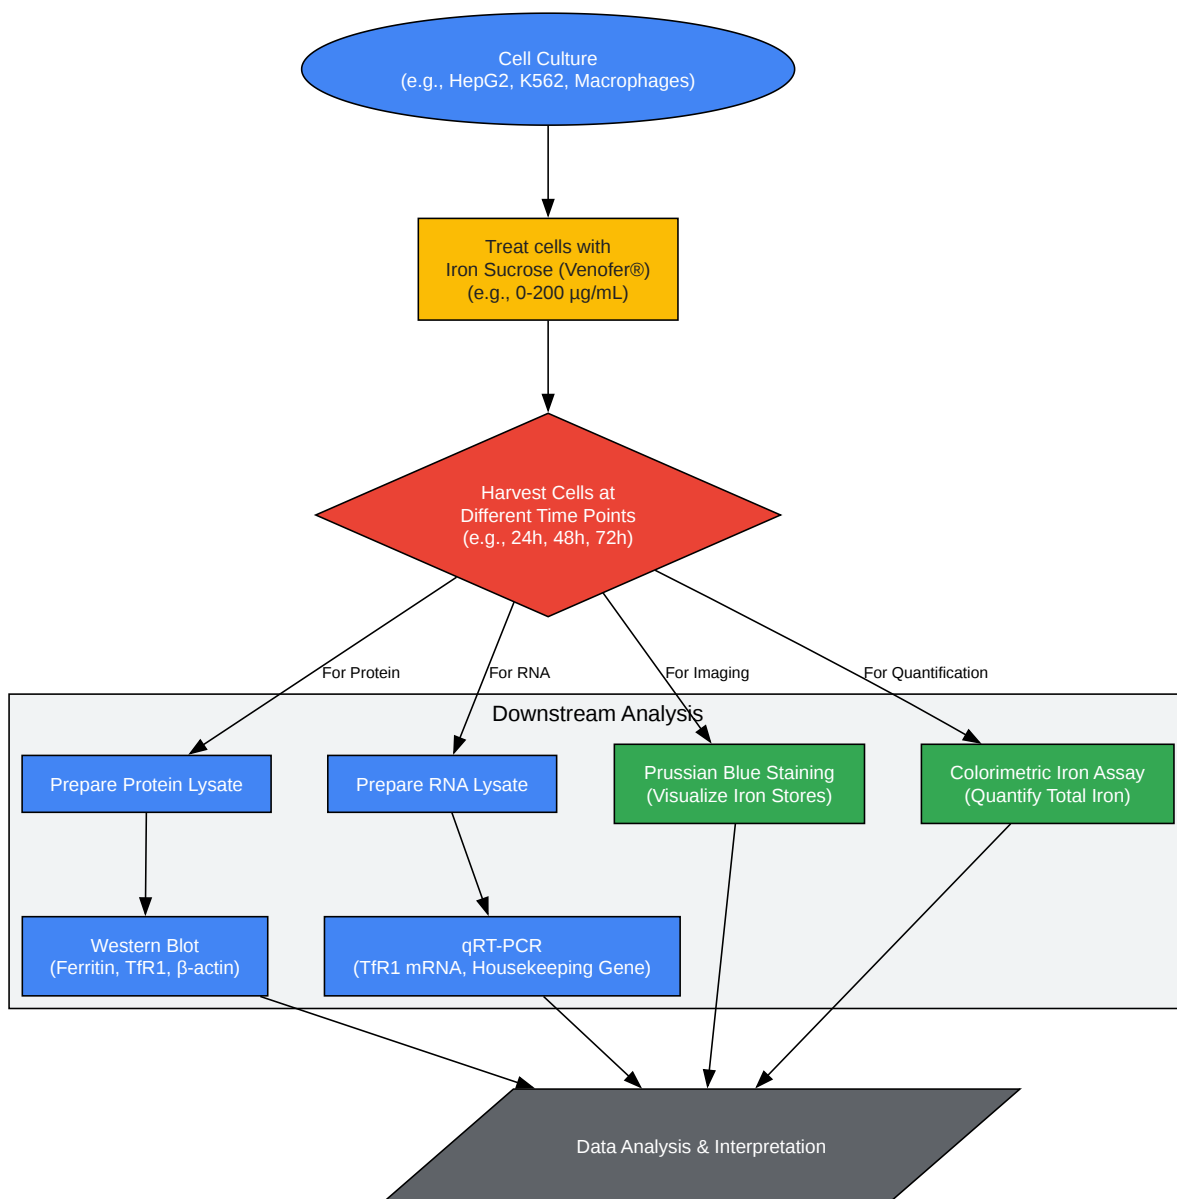 Cell Culture
(e.g., HepG2, K562, Macrophages)
Treat cells with
Iron Sucrose (Venofer®)
(e.g., 0-200 µg/mL)
Harvest Cells at
Different Time Points
(e.g., 24h, 48h, 72h)
For Protein
For RNA
For Imaging
For Quantification
Downstream Analysis
Prepare Protein Lysate
Prepare RNA Lysate
Prussian Blue Staining
(Visualize Iron Stores)
Colorimetric Iron Assay
(Quantify Total Iron)
Western Blot
(Ferritin, TfR1, β-actin)
qRT-PCR
(TfR1 mRNA, Housekeeping Gene)
Data Analysis & Interpretation